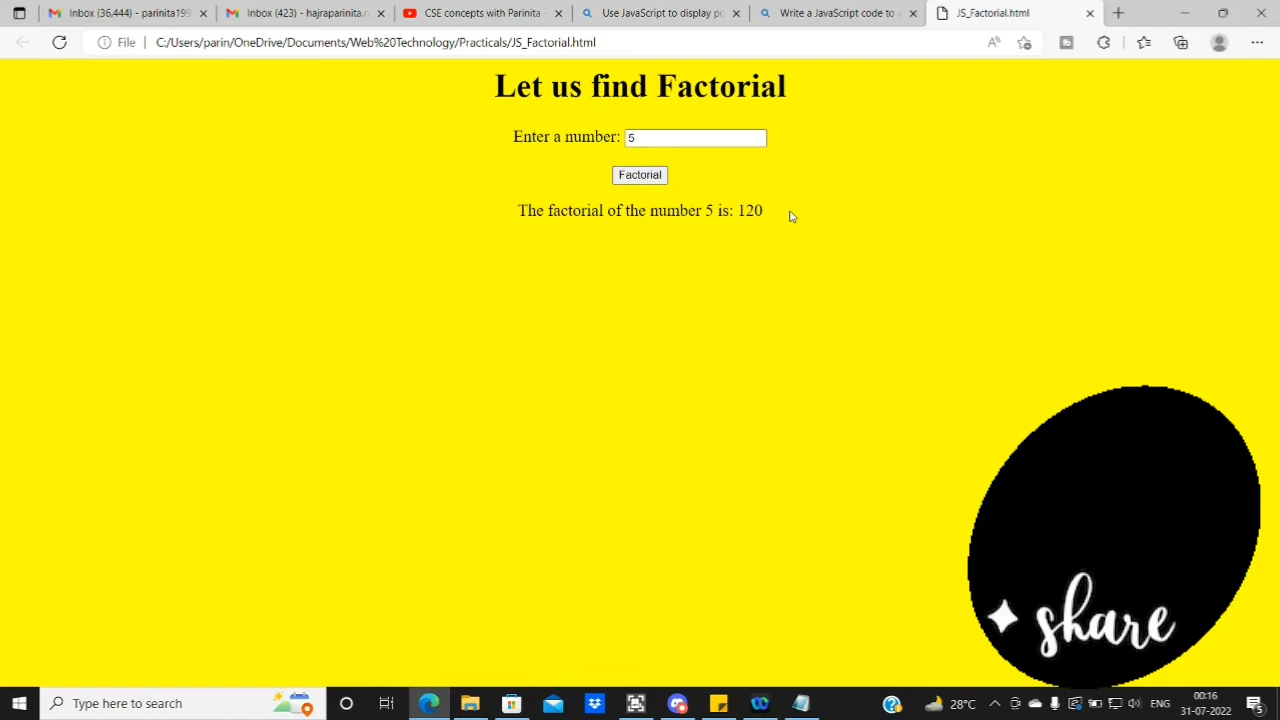 Inbox (36,444) - parinita199
Inbox (423) - hajraparinita.r
CSE concepts with Parinita -
Use JavaScript to display po
Write a JavaScript code to a
JS_Factorial.html
File
C:/Users/parin/OneDrive/Documents/Web%20Technology/Practicals/JS_Factorial.html
Let us find Factorial
Enter a number: 5
Factorial
The factorial of the number 5 is: 120
share
Type here to search
28°C
ENG
00:16
31-07-2022
5